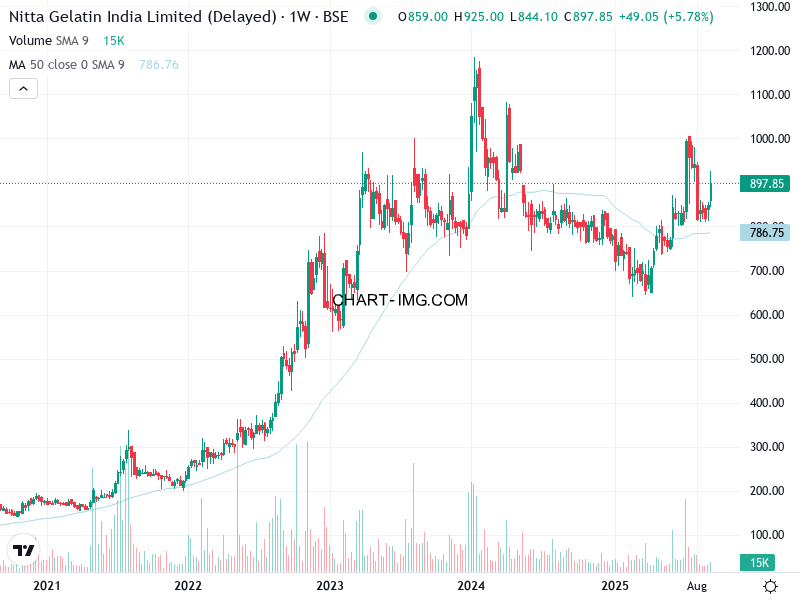 Nitta Gelatin India Limited (Delayed) · 1W · BSE O859.00 H925.00 L844.10 C897.85 +49.05 (+5.78%)
Volume SMA 9 15K
MA 50 close 0 SMA 9 786.76
1300.00
1200.00
1100.00
1000.00
897.85
800.00
786.75
700.00
600.00
500.00
400.00
300.00
200.00
100.00
15K
CHART-IMG.COM
2021 2022 2023 2024 2025 Aug